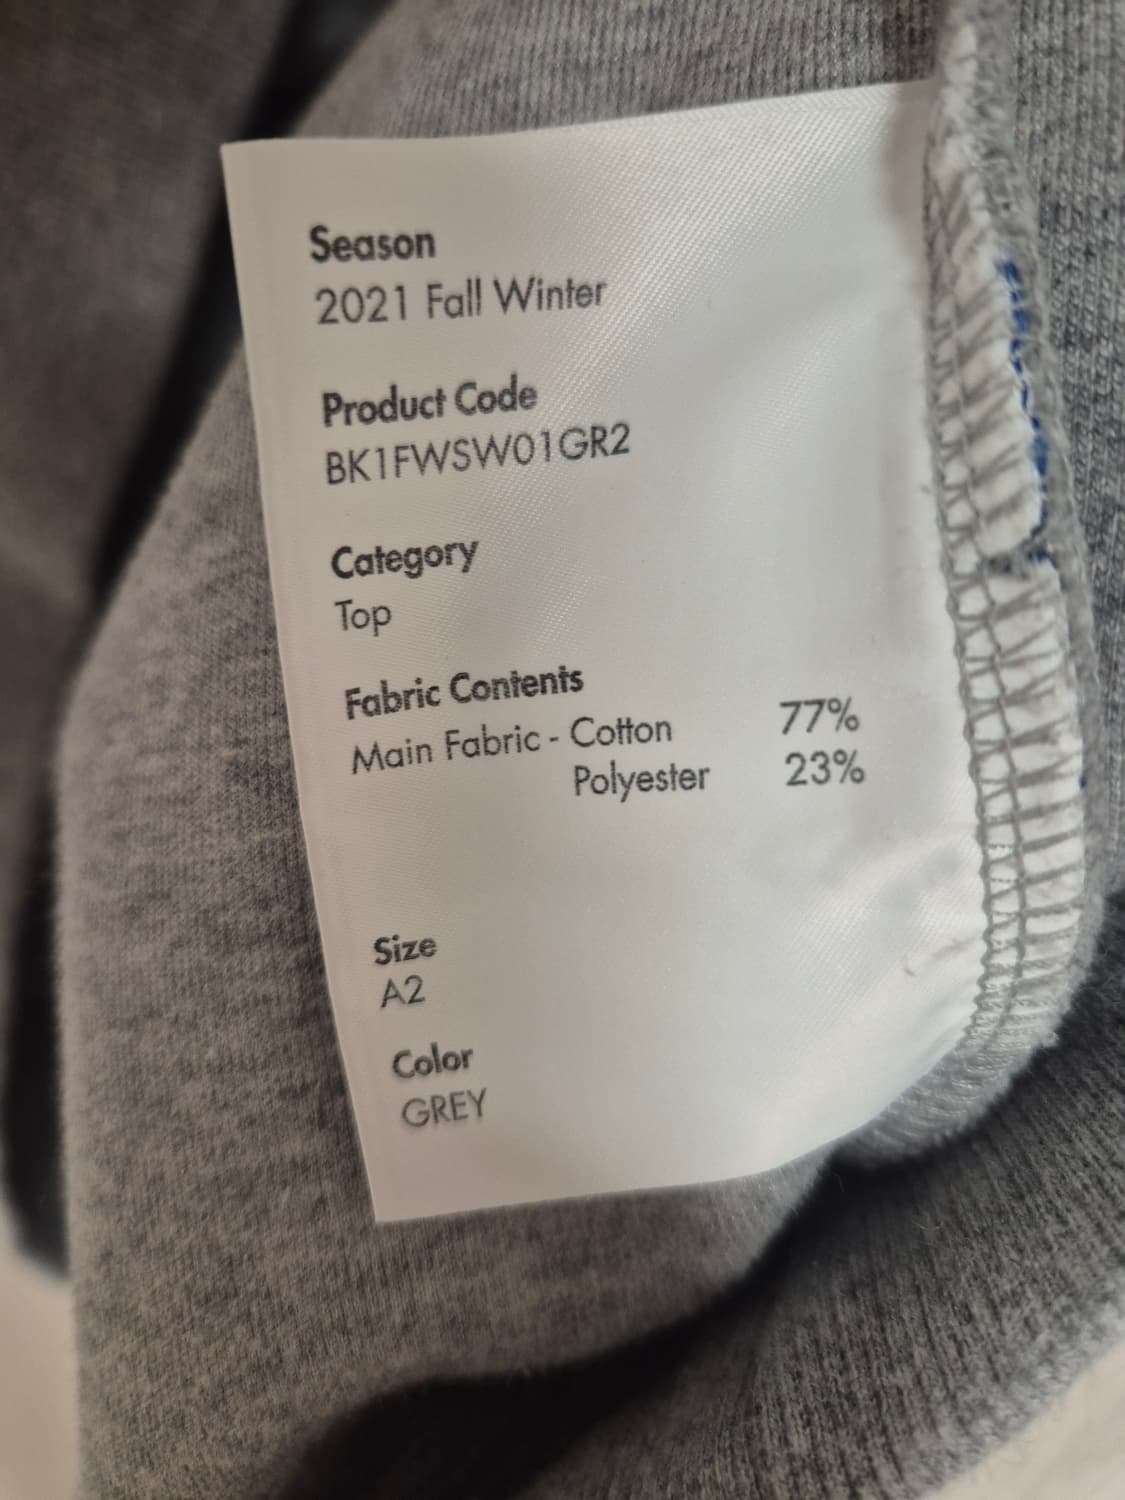 Season
2021 Fall Winter
Product Code
BK1FWSW01GR2
Category
Top
Fabric Contents
Main Fabric - Cotton 77%
Polyester 23%
Size
A2
Color
GREY